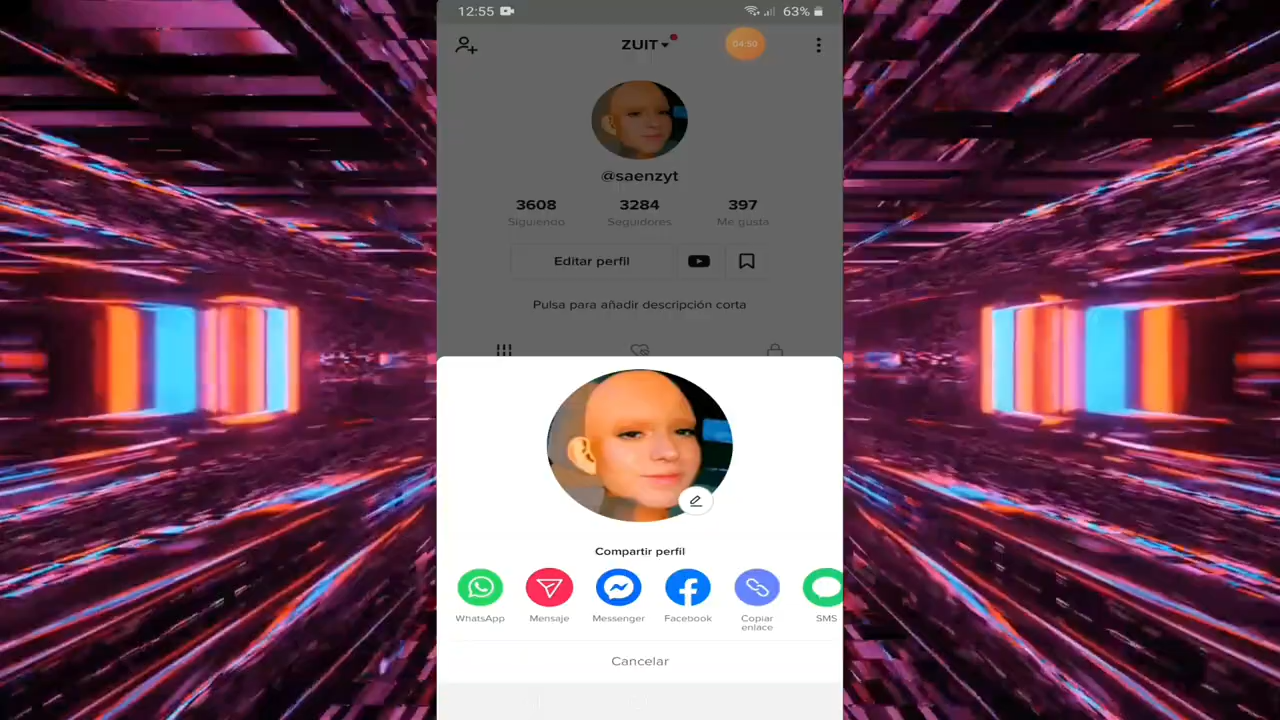 12:55
63%
ZUIT
04:50
@saenzyt
3608 3284 397
Siguiendo Seguidores Me gusta
Editar perfil
Pulsa para añadir descripción corta
Compartir perfil
WhatsApp Mensaje Messenger Facebook Copiar enlace SMS
Cancelar